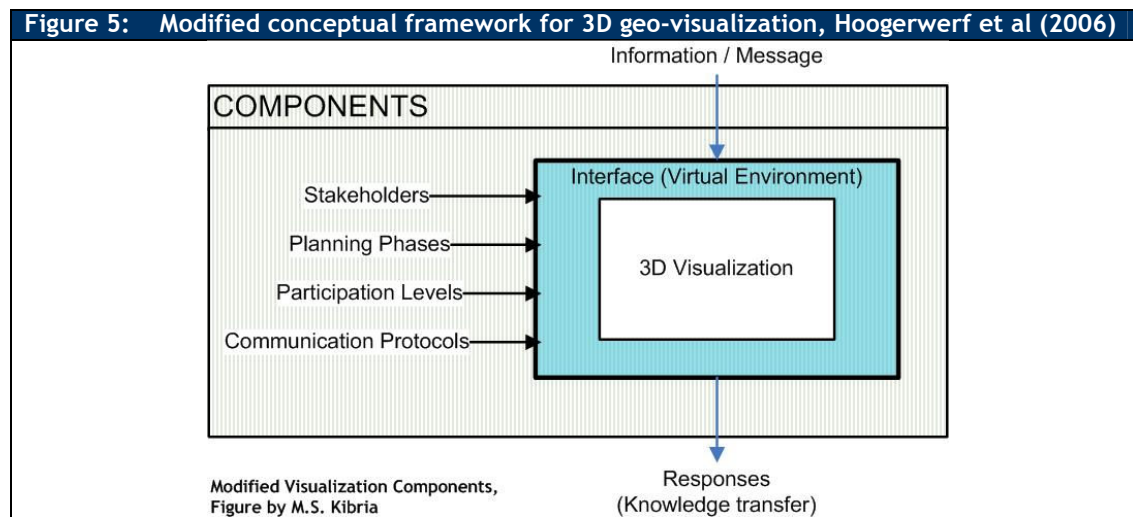 Figure 5: Modified conceptual framework for 3D geo-visualization, Hoogerwerf et al (2006)
Information / Message
COMPONENTS
Interface (Virtual Environment)
Stakeholders
Planning Phases
3D Visualization
Participation Levels
Communication Protocols
Modified Visualization Components,
Figure by M.S. Kibria
Responses
(Knowledge transfer)